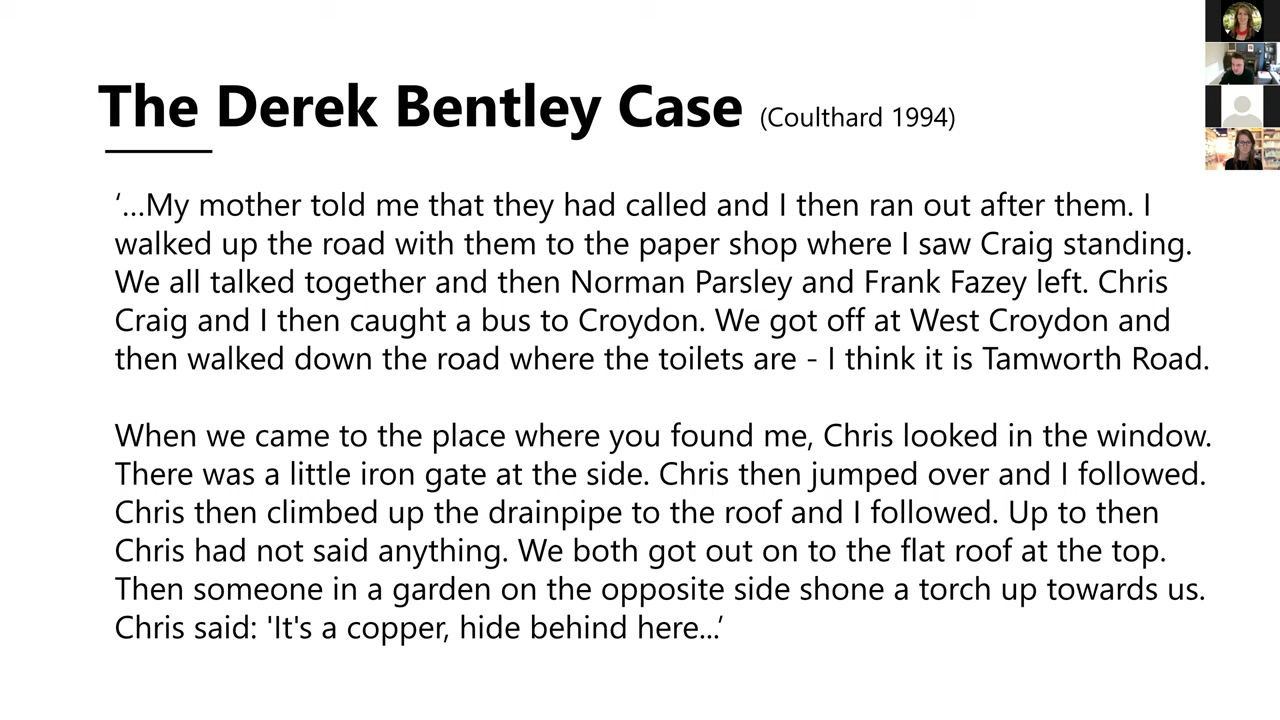 The Derek Bentley Case (Coulthard 1994)
‘...My mother told me that they had called and I then ran out after them. I
walked up the road with them to the paper shop where I saw Craig standing.
We all talked together and then Norman Parsley and Frank Fazey left. Chris
Craig and I then caught a bus to Croydon. We got off at West Croydon and
then walked down the road where the toilets are - I think it is Tamworth Road.
When we came to the place where you found me, Chris looked in the window.
There was a little iron gate at the side. Chris then jumped over and I followed.
Chris then climbed up the drainpipe to the roof and I followed. Up to then
Chris had not said anything. We both got out on to the flat roof at the top.
Then someone in a garden on the opposite side shone a torch up towards us.
Chris said: 'It's a copper, hide behind here...’